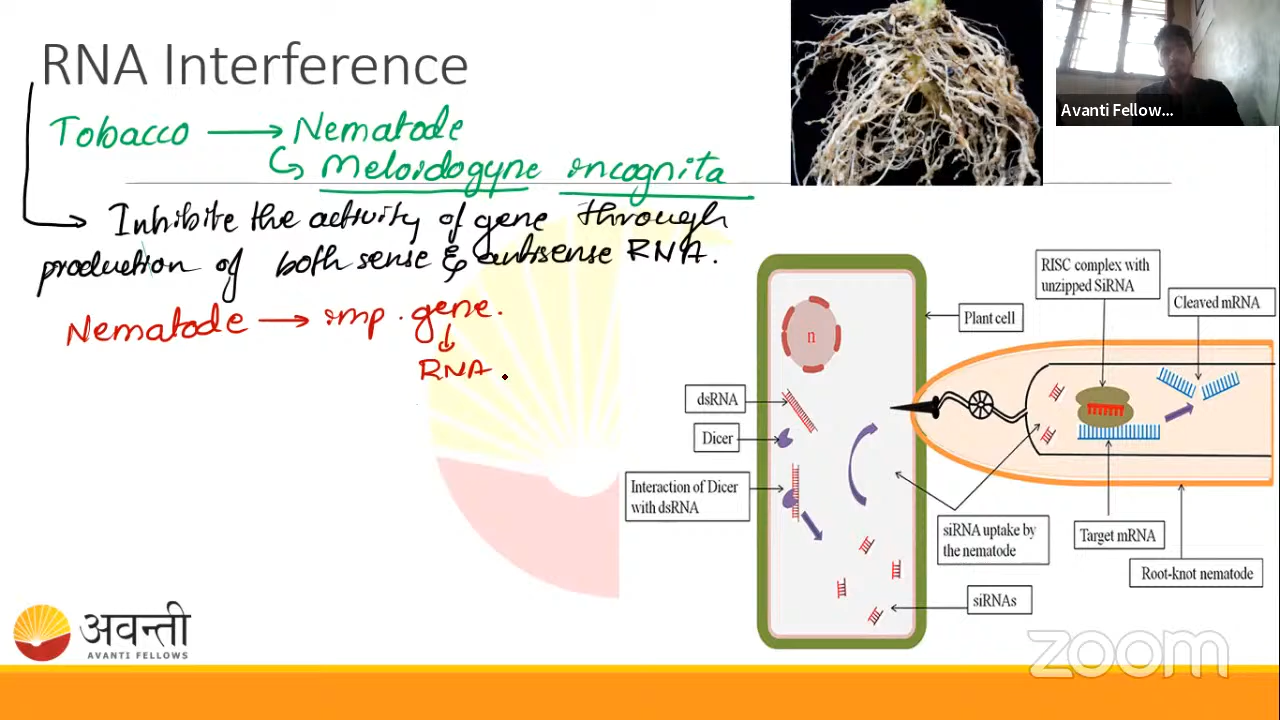 RNA Interference
Avanti Fellow...
Tobacco → Nematode
↳ Meloidogyne incognita
Inhibite the activity of gene through
production of both sense & antisense RNA.
Nematode → imp. gene.
RNA
RISC complex with
unzipped SiRNA
Cleaved mRNA
Plant cell
n
dsRNA
Dicer
Interaction of Dicer
with dsRNA
siRNA uptake by
the nematode
Target mRNA
Root-knot nematode
siRNAs
अवन्ती
AVANTI FELLOWS
zoom